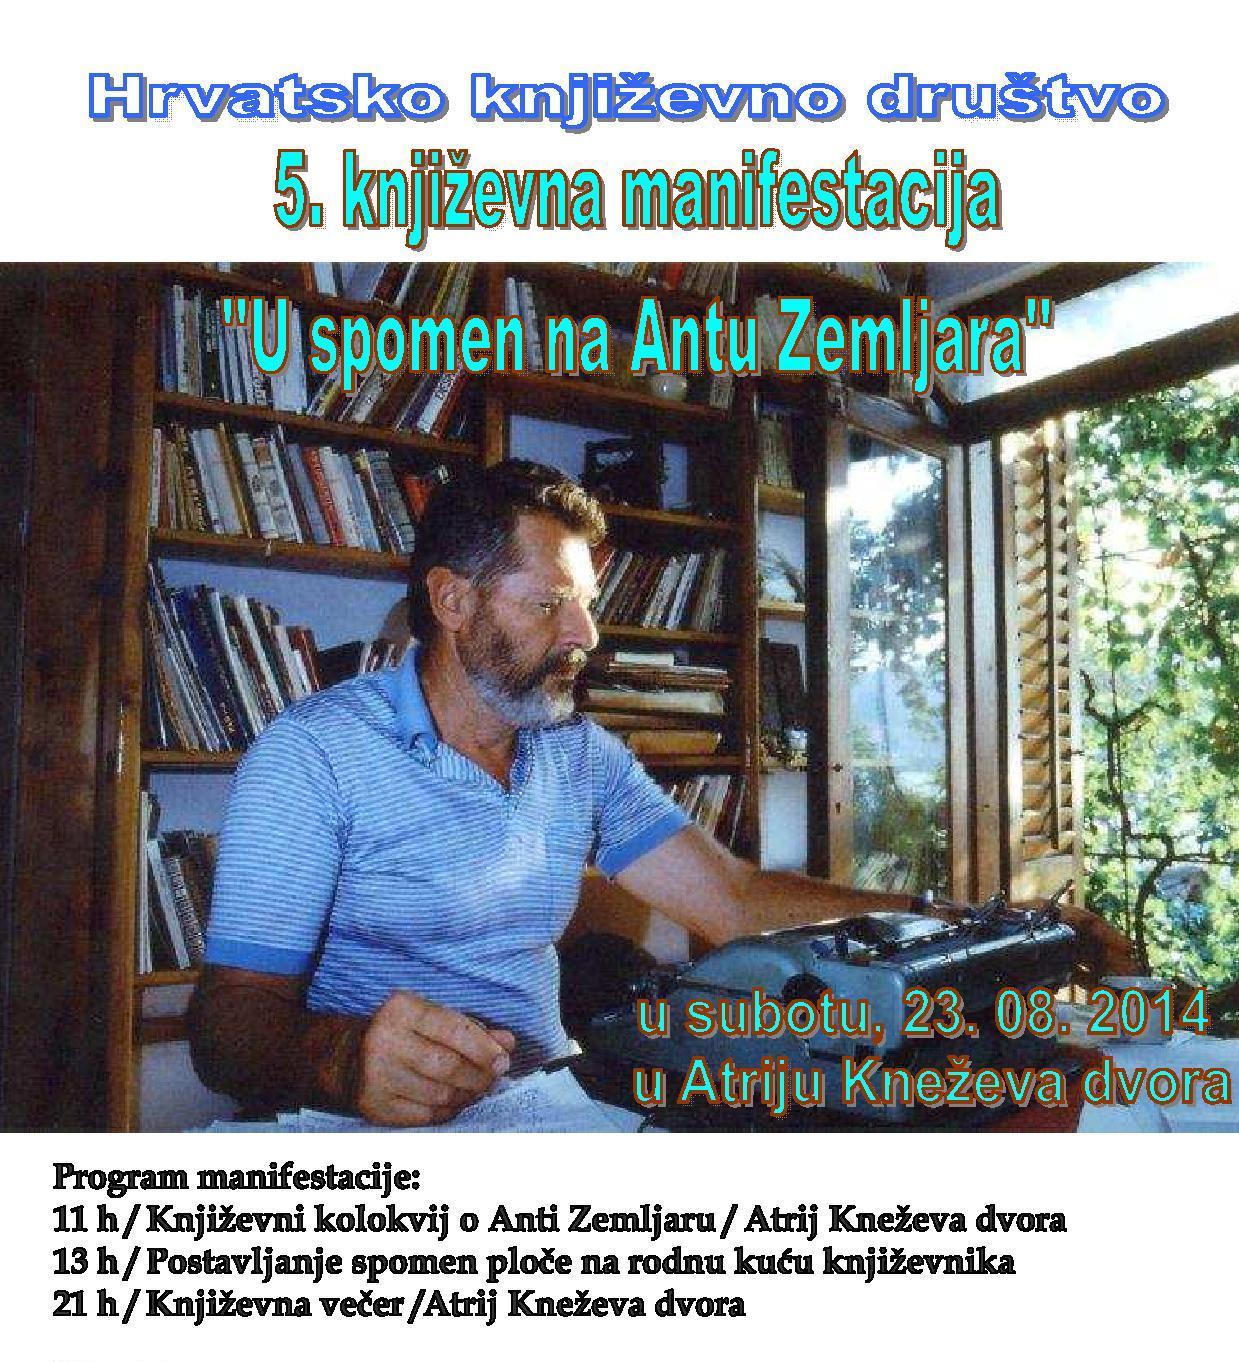 Hrvatsko književno društvo
5. književna manifestacija
"U spomen na Antu Zemljara"
u subotu, 23. 08. 2014
u Atriju Kneževa dvora
Program manifestacije:
11 h / Književni kolokvij o Anti Zemljaru / Atrij Kneževa dvora
13 h / Postavljanje spomen ploče na rodnu kuću književnika
21 h / Književna večer /Atrij Kneževa dvora